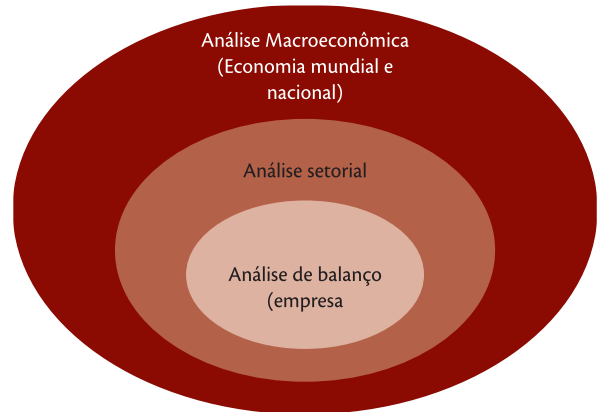 Análise Macroeconômica
(Economia mundial e
nacional)
Análise setorial
Análise de balanço
(empresa